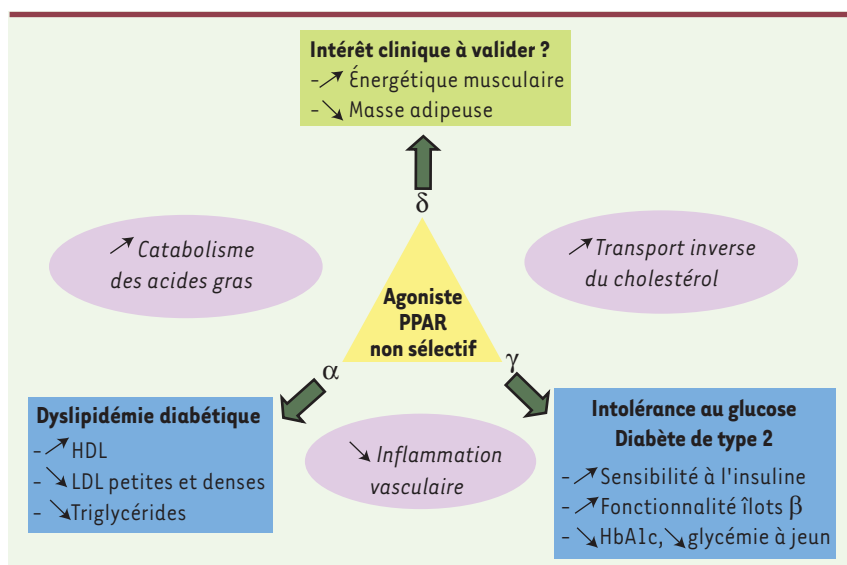 Intérêt clinique à valider ?
- ↗ Énergétique musculaire
- ↘ Masse adipeuse
δ
↗ Catabolisme
des acides gras
↗ Transport inverse
du cholestérol
Agoniste
PPAR
non sélectif
α
γ
Dyslipidémie diabétique
- ↗ HDL
- ↘ LDL petites et denses
- ↘ Triglycérides
↘ Inflammation
vasculaire
Intolérance au glucose
Diabète de type 2
- ↗ Sensibilité à l'insuline
- ↗ Fonctionnalité îlots β
- ↘ HbA1c, ↘ glycémie à jeun